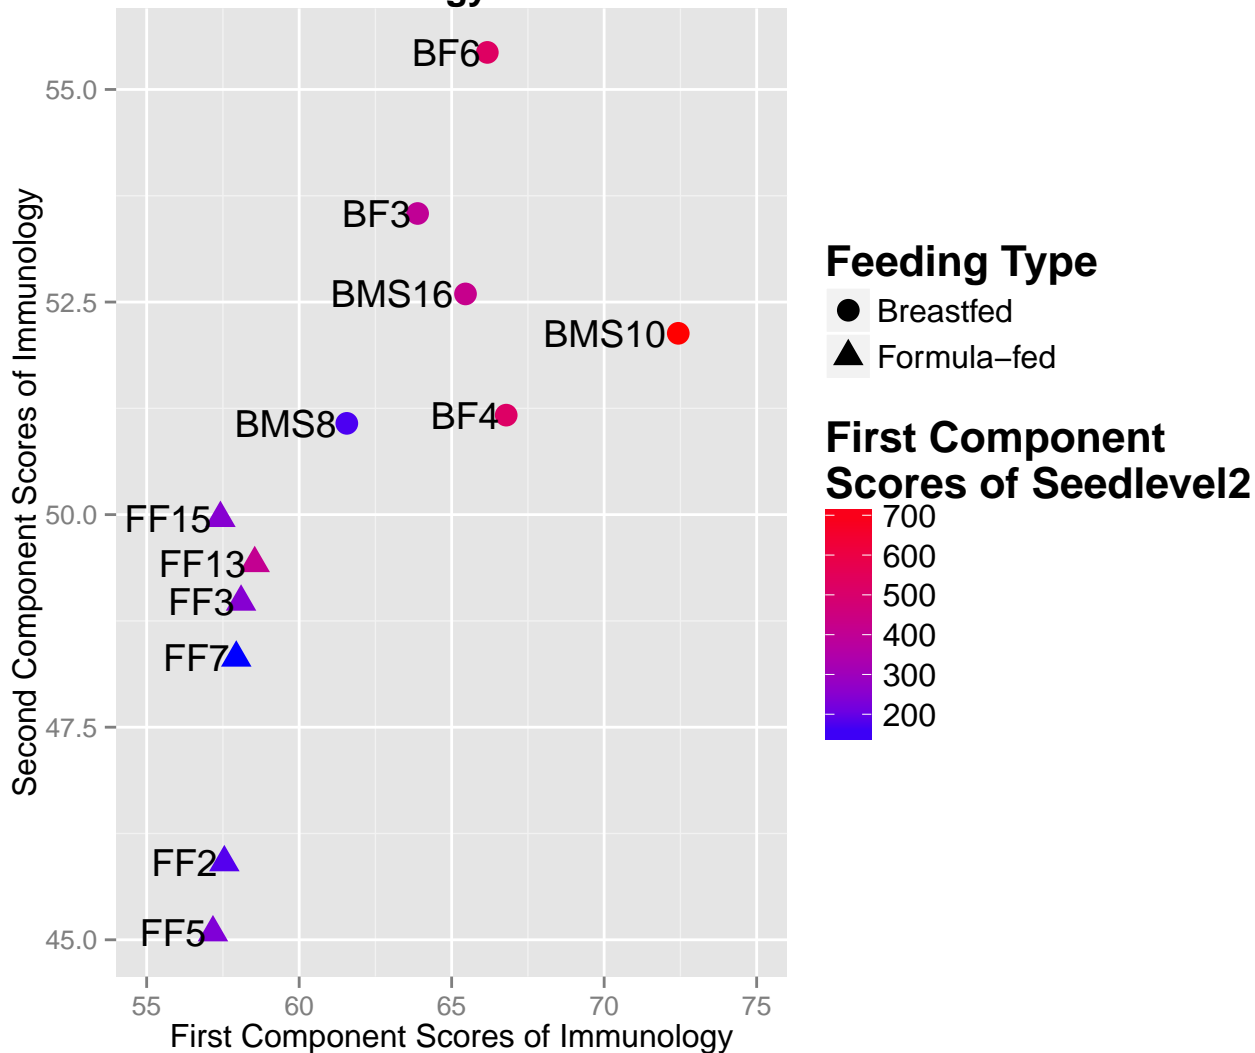 BF6
55.0
BF3
BMS16
52.5
BMS10
BMS8
BF4
FF15
50.0
FF13
FF3
FF7
47.5
FF2
FF5
45.0
55 60 65 70 75
First Component Scores of Immunology
Second Component Scores of Immunology
Feeding Type
Breastfed
Formula−fed
First Component
Scores of Seedlevel2
700
600
500
400
300
200